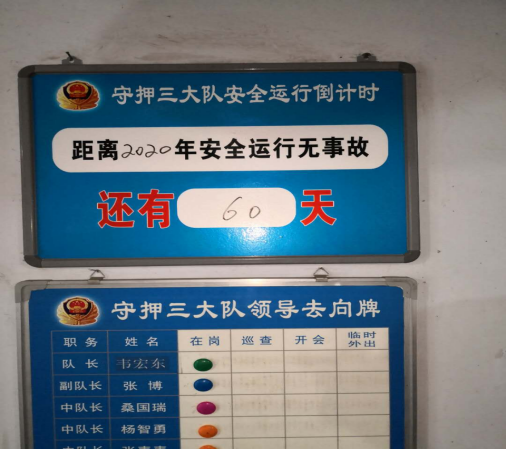 守押三大队安全运行倒计时
距离2020年安全运行无事故
还有 60 天
守押三大队领导去向牌
职务 姓名 在岗 巡查 开会 临时外出
队长 韦宏东
副队长 张博
中队长 桑国瑞
中队长 杨智勇